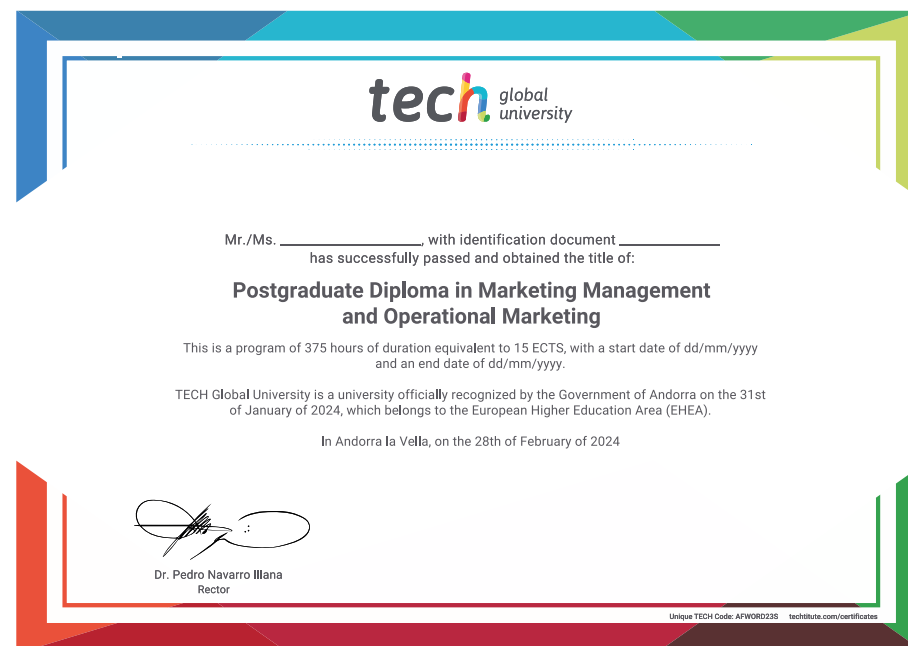 tech global university
Mr./Ms. ____________________, with identification document ______________
has successfully passed and obtained the title of:
Postgraduate Diploma in Marketing Management
and Operational Marketing
This is a program of 375 hours of duration equivalent to 15 ECTS, with a start date of dd/mm/yyyy
and an end date of dd/mm/yyyy.
TECH Global University is a university officially recognized by the Government of Andorra on the 31st
of January of 2024, which belongs to the European Higher Education Area (EHEA).
In Andorra la Vella, on the 28th of February of 2024
Dr. Pedro Navarro Illana
Rector
Unique TECH Code: AFWORD23S techtitute.com/certificates